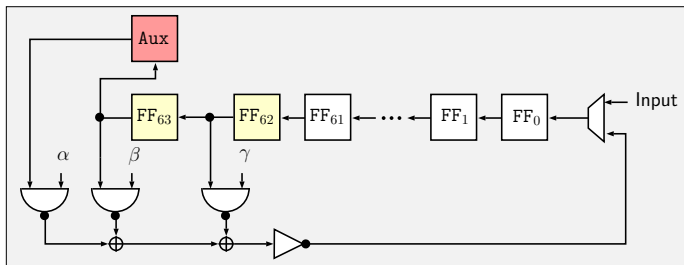 Aux
FF₆₃
FF₆₂
FF₆₁
...
FF₁
FF₀
Input
α
β
γ